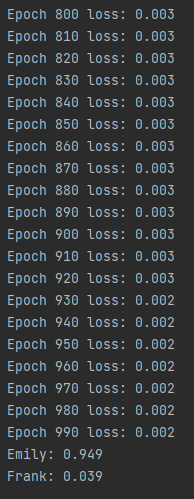 Epoch 800 loss: 0.003
Epoch 810 loss: 0.003
Epoch 820 loss: 0.003
Epoch 830 loss: 0.003
Epoch 840 loss: 0.003
Epoch 850 loss: 0.003
Epoch 860 loss: 0.003
Epoch 870 loss: 0.003
Epoch 880 loss: 0.003
Epoch 890 loss: 0.003
Epoch 900 loss: 0.003
Epoch 910 loss: 0.003
Epoch 920 loss: 0.003
Epoch 930 loss: 0.002
Epoch 940 loss: 0.002
Epoch 950 loss: 0.002
Epoch 960 loss: 0.002
Epoch 970 loss: 0.002
Epoch 980 loss: 0.002
Epoch 990 loss: 0.002
Emily: 0.949
Frank: 0.039